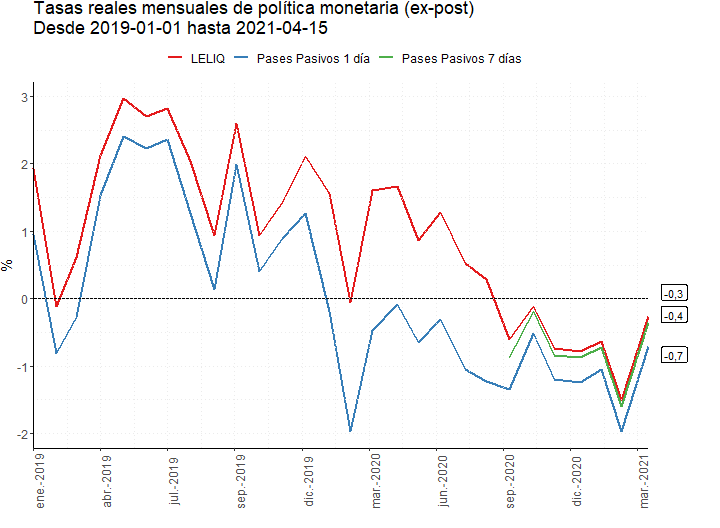 Tasas reales mensuales de política monetaria (ex-post)
Desde 2019-01-01 hasta 2021-04-15
LELIQ Pases Pasivos 1 día Pases Pasivos 7 días
%
3
2
1
0
-1
-2
-0,3
-0,4
-0,7
ene.-2019 abr.-2019 jul.-2019 sep.-2019 dic.-2019 mar.-2020 jun.-2020 sep.-2020 dic.-2020 mar.-2021